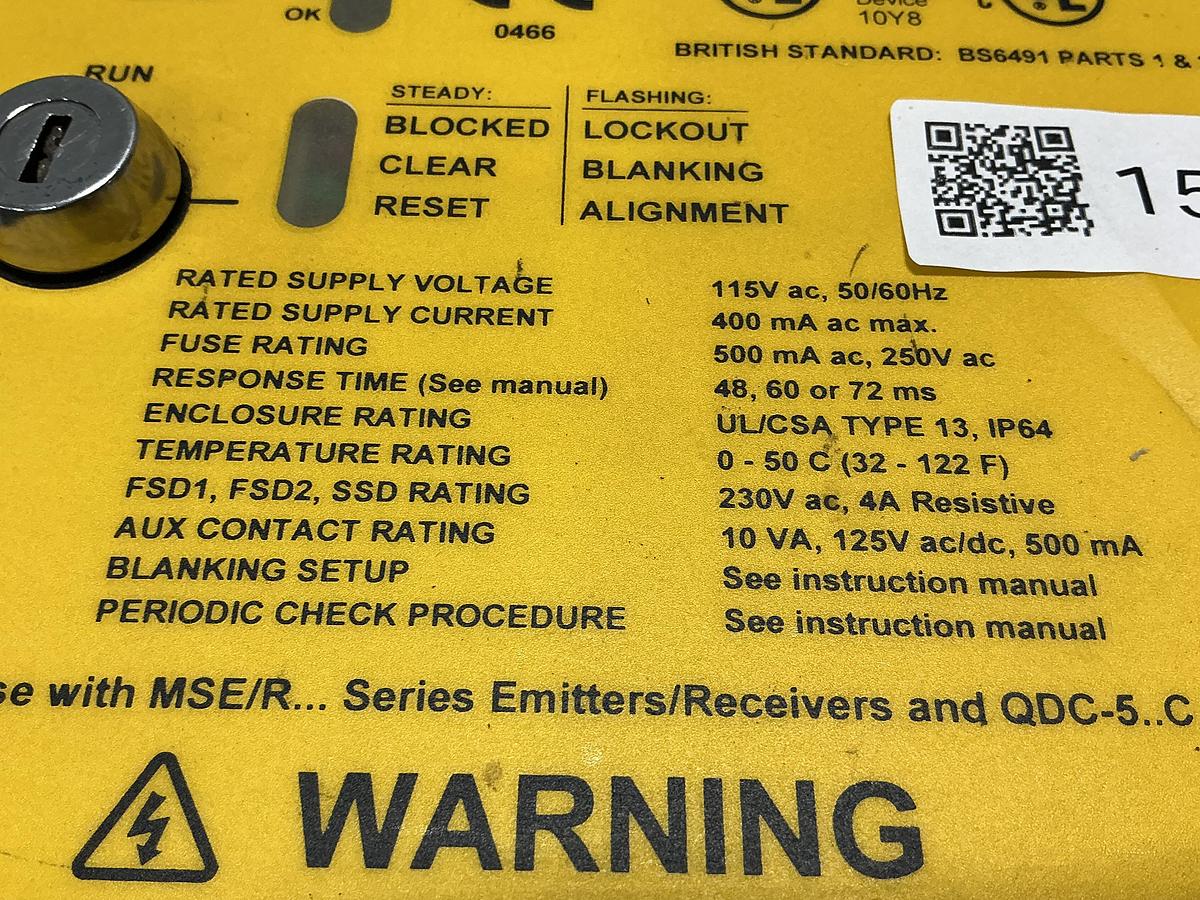 OK
0466
Device
10Y8
BRITISH STANDARD: BS6491 PARTS 1 &
RUN
STEADY:
BLOCKED
CLEAR
RESET
FLASHING:
LOCKOUT
BLANKING
ALIGNMENT
15
RATED SUPPLY VOLTAGE 115V ac, 50/60Hz
RATED SUPPLY CURRENT 400 mA ac max.
FUSE RATING 500 mA ac, 250V ac
RESPONSE TIME (See manual) 48, 60 or 72 ms
ENCLOSURE RATING UL/CSA TYPE 13, IP64
TEMPERATURE RATING 0 - 50 C (32 - 122 F)
FSD1, FSD2, SSD RATING 230V ac, 4A Resistive
AUX CONTACT RATING 10 VA, 125V ac/dc, 500 mA
BLANKING SETUP See instruction manual
PERIODIC CHECK PROCEDURE See instruction manual
se with MSE/R... Series Emitters/Receivers and QDC-5..C
WARNING